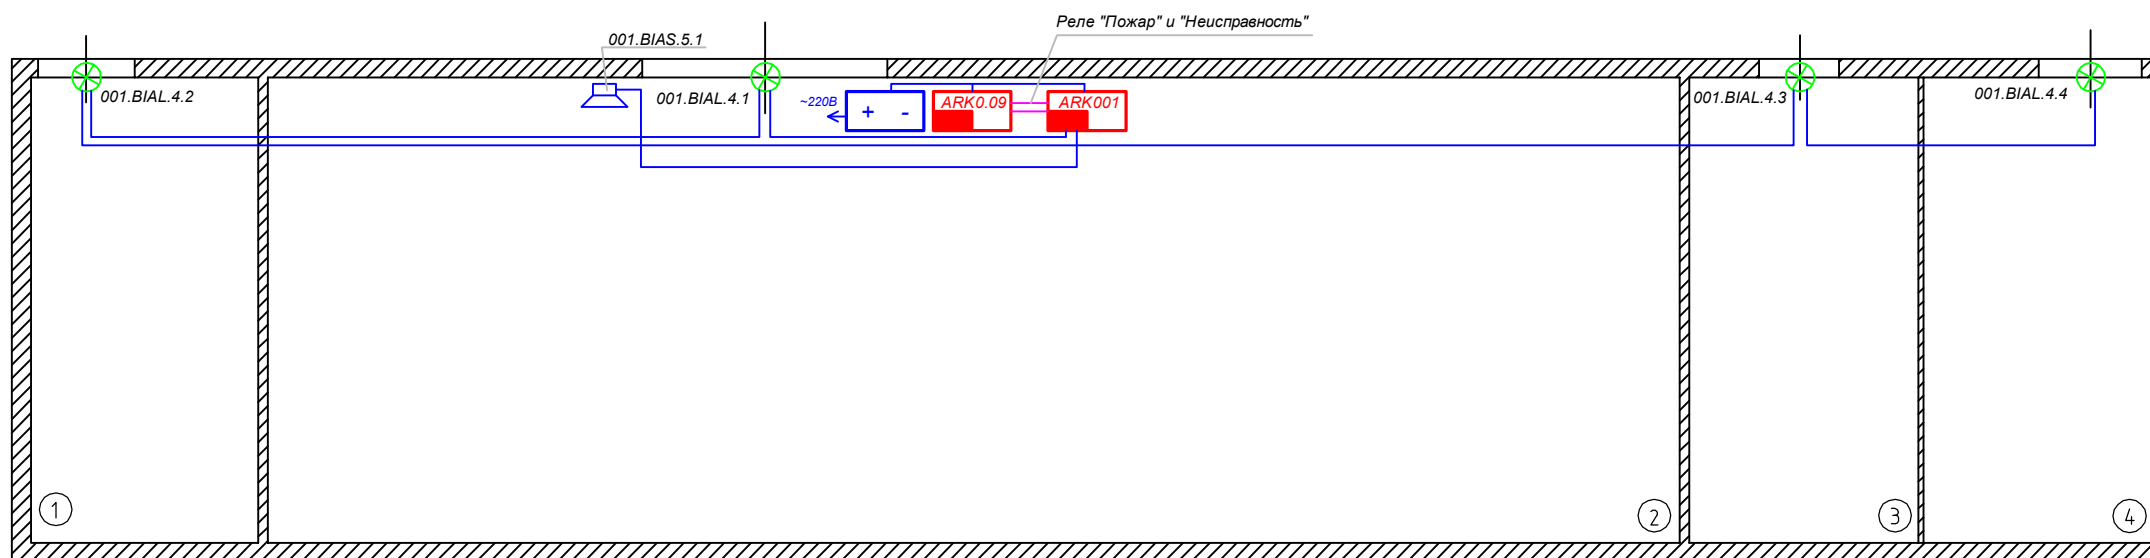 Реле "Пожар" и "Неисправность"
001.BIAS.5.1
001.BIAL.4.2
001.BIAL.4.1
~220В
+ -
ARK0.09
ARK001
001.BIAL.4.3
001.BIAL.4.4
1
2
3
4